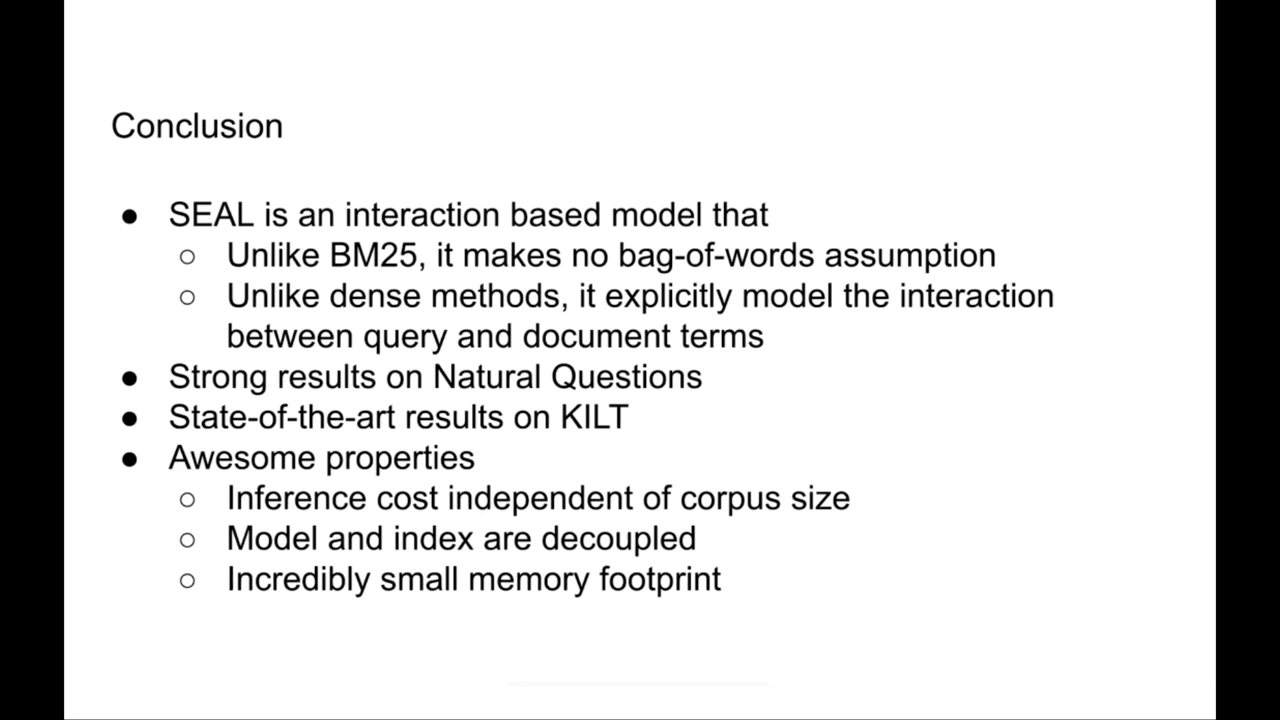 Conclusion
● SEAL is an interaction based model that
○ Unlike BM25, it makes no bag-of-words assumption
○ Unlike dense methods, it explicitly model the interaction
between query and document terms
● Strong results on Natural Questions
● State-of-the-art results on KILT
● Awesome properties
○ Inference cost independent of corpus size
○ Model and index are decoupled
○ Incredibly small memory footprint